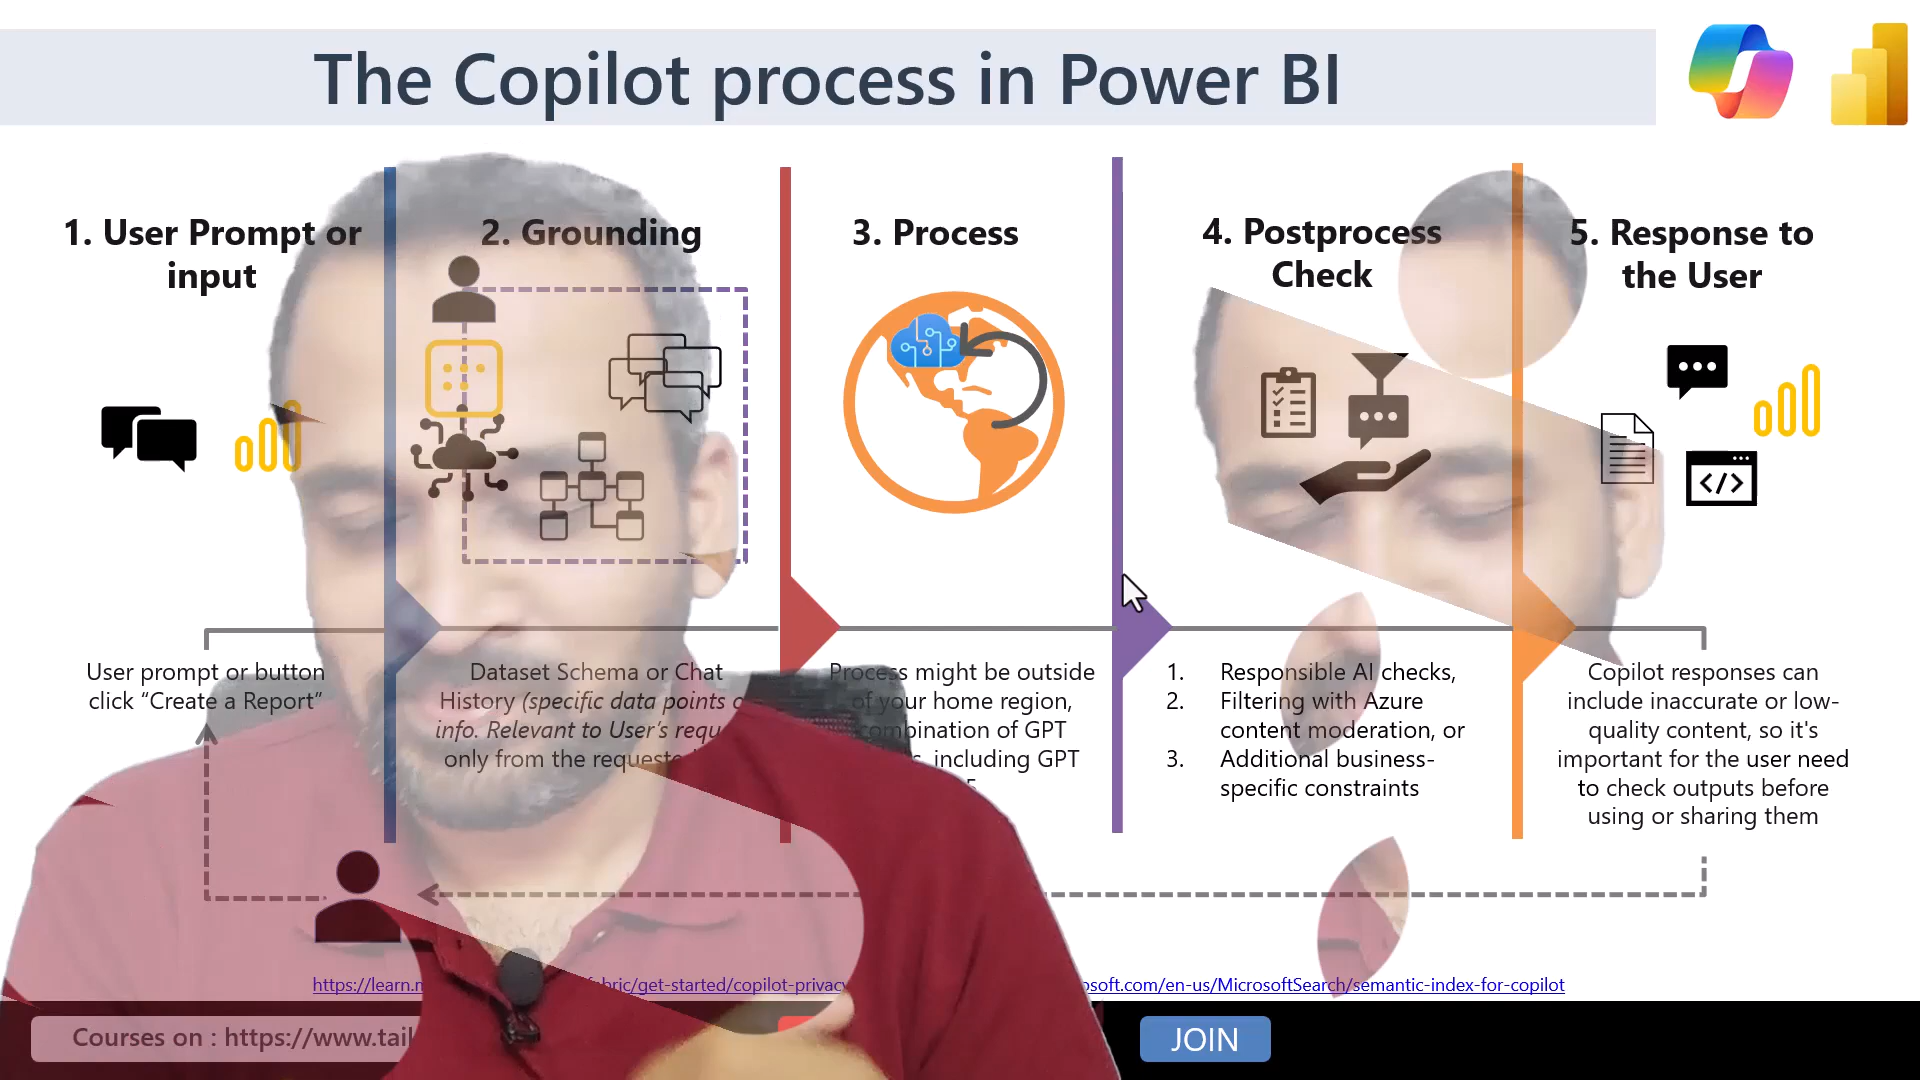 The Copilot process in Power BI
1. User Prompt or
input
2. Grounding
3. Process
4. Postprocess
Check
5. Response to
the User
User prompt or button
click “Create a Report”
Dataset Schema or Chat
History (specific data points
info. Relevant to User’s requ
only from the requeste
Process might be outside
of your home region,
combination of GPT
, including GPT
1. Responsible AI checks,
2. Filtering with Azure
content moderation, or
3. Additional business-
specific constraints
Copilot responses can
include inaccurate or low-
quality content, so it's
important for the user need
to check outputs before
using or sharing them
https://learn.m fabric/get-started/copilot-privacy osoft.com/en-us/MicrosoftSearch/semantic-index-for-copilot
Courses on : https://www.tail
JOIN